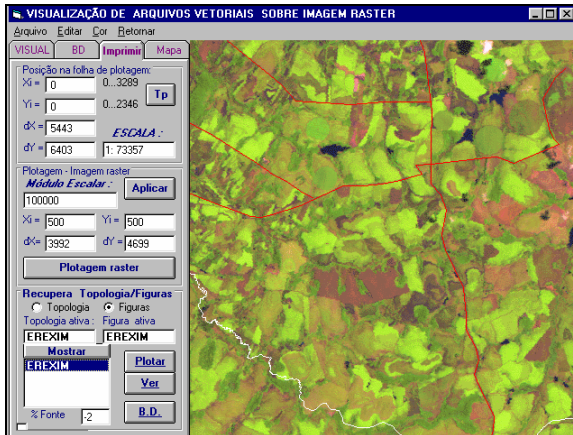 VISUALIZAÇÃO DE ARQUIVOS VETORIAIS SOBRE IMAGEM RASTER
Arquivo Editar Cor Retornar
VISUAL BD Imprimir Mapa
Posição na folha de plotagem:
Xi = 0 0...3289
Tp
Yi = 0 0...2346
dX = 5443 ESCALA :
dY = 6403 1: 73357
Plotagem - Imagem raster
Módulo Escalar :
100000 Aplicar
Xi = 500 Yi = 500
dX= 3992 dY = 4699
Plotagem raster
Recupera Topologia/Figuras
Topologia Figuras
Topologia ativa : Figura ativa
EREXIM EREXIM
Mostrar
EREXIM
Plotar
Ver
% Fonte -2 B.D.